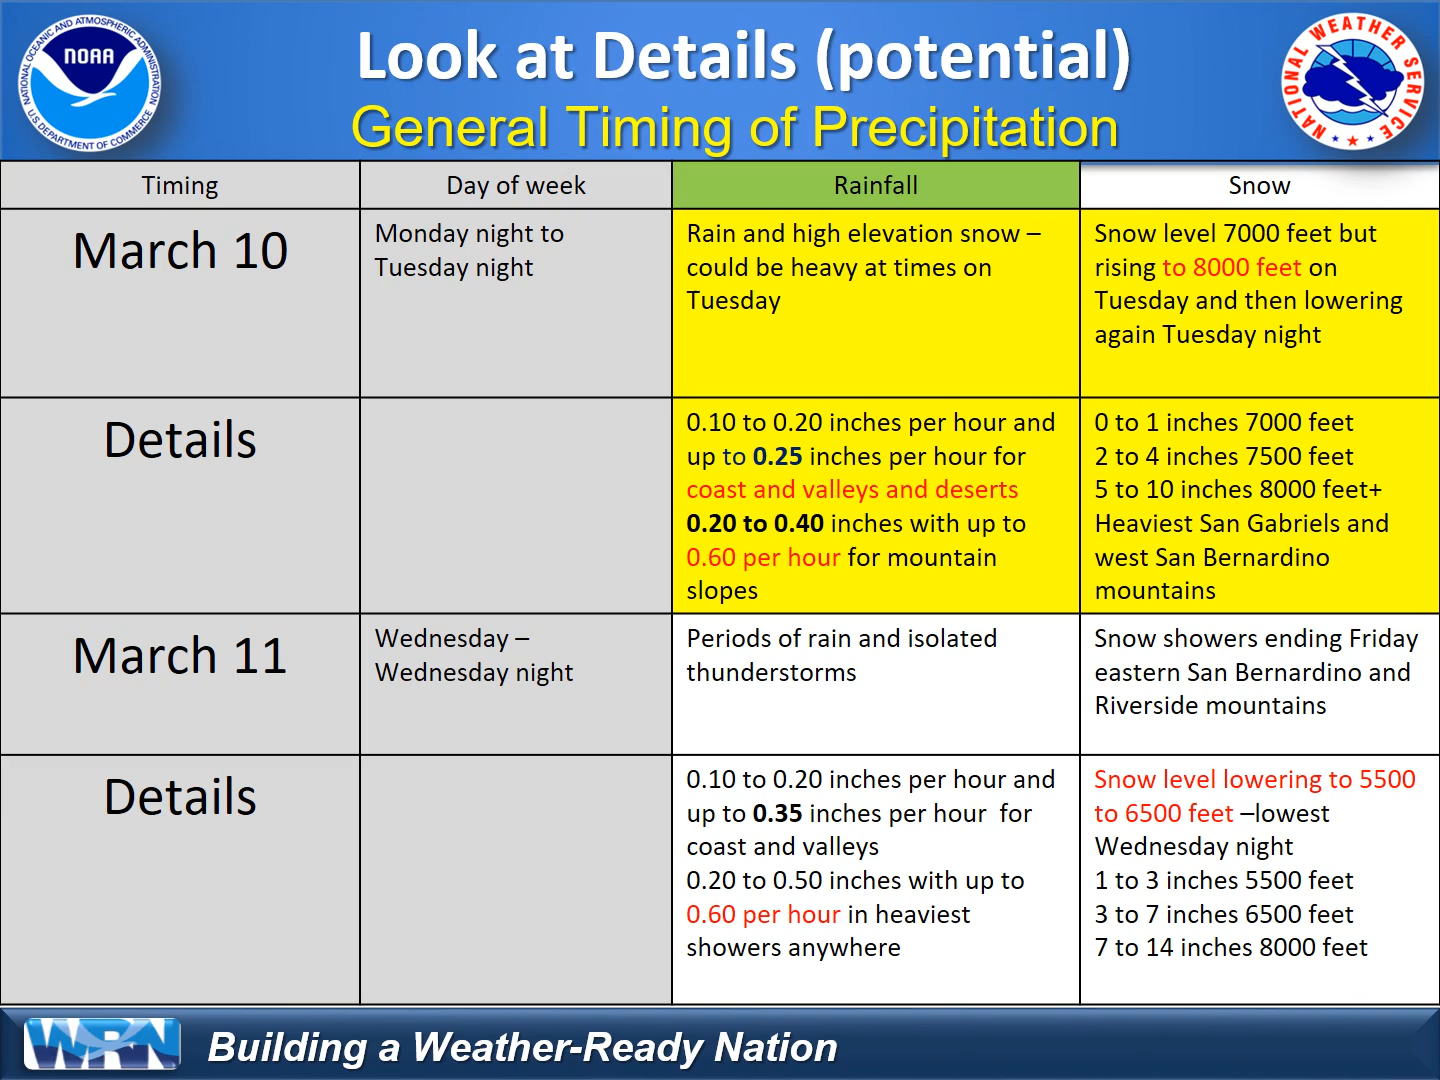 NATIONAL OCEANIC AND ATMOSPHERIC ADMINISTRATION
U.S. DEPARTMENT OF COMMERCE
NOAA
Look at Details (potential)
General Timing of Precipitation
NATIONAL WEATHER SERVICE
Timing
Day of week
Rainfall
Snow
March 10
Monday night to
Tuesday night
Rain and high elevation snow –
could be heavy at times on
Tuesday
Snow level 7000 feet but
rising to 8000 feet on
Tuesday and then lowering
again Tuesday night
Details
0.10 to 0.20 inches per hour and
up to 0.25 inches per hour for
coast and valleys and deserts
0.20 to 0.40 inches with up to
0.60 per hour for mountain
slopes
0 to 1 inches 7000 feet
2 to 4 inches 7500 feet
5 to 10 inches 8000 feet+
Heaviest San Gabriels and
west San Bernardino
mountains
March 11
Wednesday –
Wednesday night
Periods of rain and isolated
thunderstorms
Snow showers ending Friday
eastern San Bernardino and
Riverside mountains
Details
0.10 to 0.20 inches per hour and
up to 0.35 inches per hour for
coast and valleys
0.20 to 0.50 inches with up to
0.60 per hour in heaviest
showers anywhere
Snow level lowering to 5500
to 6500 feet –lowest
Wednesday night
1 to 3 inches 5500 feet
3 to 7 inches 6500 feet
7 to 14 inches 8000 feet
WRN
Building a Weather-Ready Nation